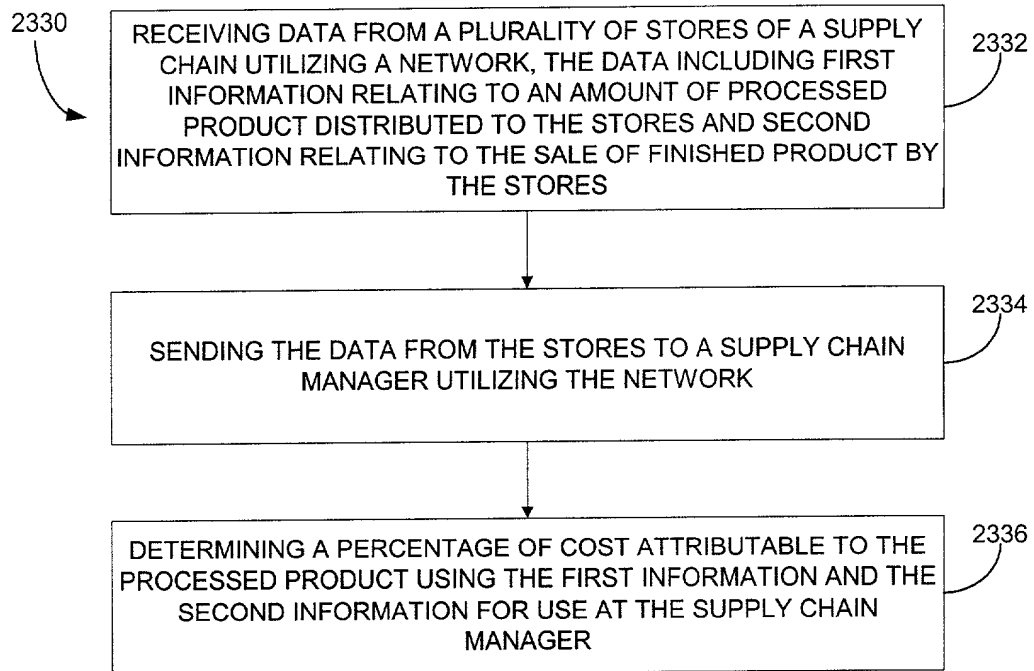 2330
RECEIVING DATA FROM A PLURALITY OF STORES OF A SUPPLY
CHAIN UTILIZING A NETWORK, THE DATA INCLUDING FIRST
INFORMATION RELATING TO AN AMOUNT OF PROCESSED
PRODUCT DISTRIBUTED TO THE STORES AND SECOND
INFORMATION RELATING TO THE SALE OF FINISHED PRODUCT BY
THE STORES
2332
SENDING THE DATA FROM THE STORES TO A SUPPLY CHAIN
MANAGER UTILIZING THE NETWORK
2334
DETERMINING A PERCENTAGE OF COST ATTRIBUTABLE TO THE
PROCESSED PRODUCT USING THE FIRST INFORMATION AND THE
SECOND INFORMATION FOR USE AT THE SUPPLY CHAIN
MANAGER
2336